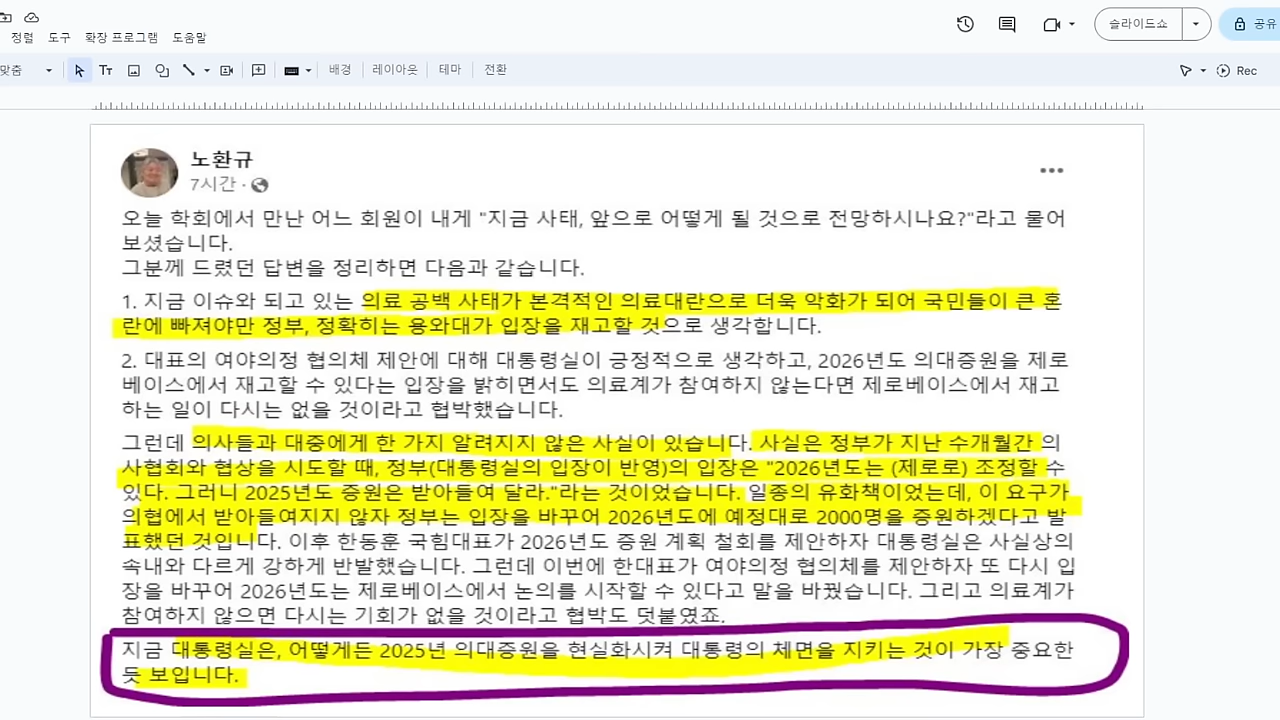 정렬 도구 확장 프로그램 도움말
슬라이드쇼
공유
맞춤
배경 레이아웃 테마 전환
Rec
노환규
7시간 ·
오늘 학회에서 만난 어느 회원이 내게 "지금 사태, 앞으로 어떻게 될 것으로 전망하시나요?"라고 물어
보셨습니다.
그분께 드렸던 답변을 정리하면 다음과 같습니다.
1. 지금 이슈와 되고 있는 의료 공백 사태가 본격적인 의료대란으로 더욱 악화가 되어 국민들이 큰 혼
란에 빠져야만 정부, 정확히는 용와대가 입장을 재고할 것으로 생각합니다.
2. 대표의 여야의정 협의체 제안에 대해 대통령실이 긍정적으로 생각하고, 2026년도 의대증원을 제로
베이스에서 재고할 수 있다는 입장을 밝히면서도 의료계가 참여하지 않는다면 제로베이스에서 재고
하는 일이 다시는 없을 것이라고 협박했습니다.
그런데 의사들과 대중에게 한 가지 알려지지 않은 사실이 있습니다. 사실은 정부가 지난 수개월간 의
사협회와 협상을 시도할 때, 정부(대통령실의 입장이 반영)의 입장은 "2026년도는 (제로로) 조정할 수
있다. 그러니 2025년도 증원은 받아들여 달라."라는 것이었습니다. 일종의 유화책이었는데, 이 요구가
의협에서 받아들여지지 않자 정부는 입장을 바꾸어 2026년도에 예정대로 2000명을 증원하겠다고 발
표했던 것입니다. 이후 한동훈 국힘대표가 2026년도 증원 계획 철회를 제안하자 대통령실은 사실상의
속내와 다르게 강하게 반발했습니다. 그런데 이번에 한대표가 여야의정 협의체를 제안하자 또 다시 입
장을 바꾸어 2026년도는 제로베이스에서 논의를 시작할 수 있다고 말을 바꿨습니다. 그리고 의료계가
참여하지 않으면 다시는 기회가 없을 것이라고 협박도 덧붙였죠.
지금 대통령실은, 어떻게든 2025년 의대증원을 현실화시켜 대통령의 체면을 지키는 것이 가장 중요한
듯 보입니다.